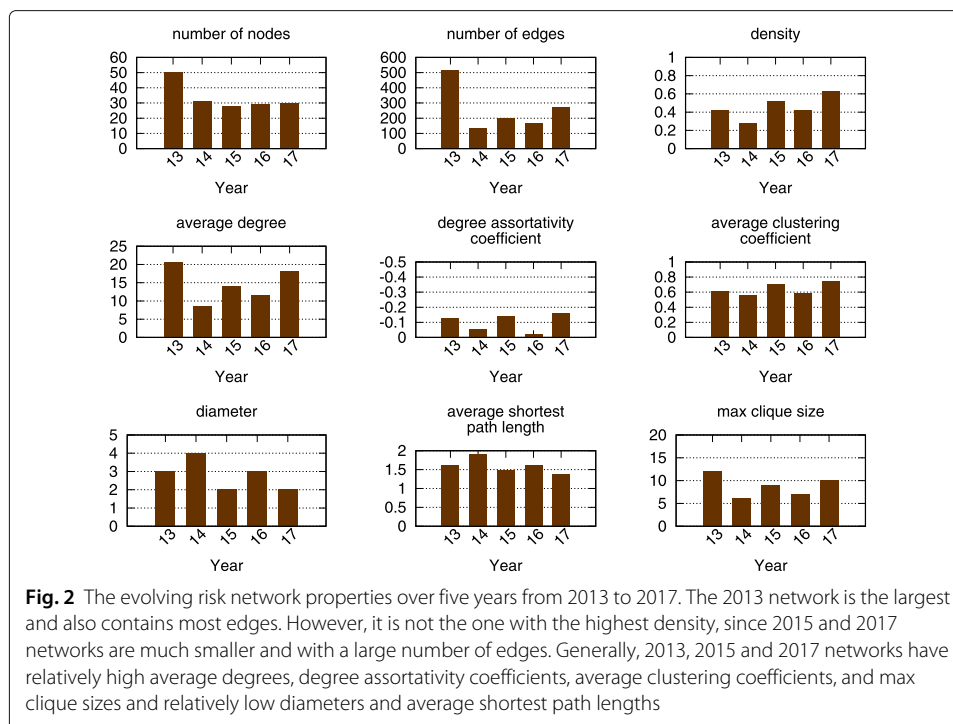 number of nodes
60
50
40
30
20
10
0
13 14 15 16 17
Year
number of edges
600
500
400
300
200
100
0
13 14 15 16 17
Year
density
1
0.8
0.6
0.4
0.2
0
13 14 15 16 17
Year
average degree
25
20
15
10
5
0
13 14 15 16 17
Year
degree assortativity
coefficient
-0.5
-0.4
-0.3
-0.2
-0.1
0
13 14 15 16 17
Year
average clustering
coefficient
1
0.8
0.6
0.4
0.2
0
13 14 15 16 17
Year
diameter
5
4
3
2
1
0
13 14 15 16 17
Year
average shortest
path length
2
1.5
1
0.5
0
13 14 15 16 17
Year
max clique size
20
15
10
5
0
13 14 15 16 17
Year
Fig. 2 The evolving risk network properties over five years from 2013 to 2017. The 2013 network is the largest
and also contains most edges. However, it is not the one with the highest density, since 2015 and 2017
networks are much smaller and with a large number of edges. Generally, 2013, 2015 and 2017 networks have
relatively high average degrees, degree assortativity coefficients, average clustering coefficients, and max
clique sizes and relatively low diameters and average shortest path lengths